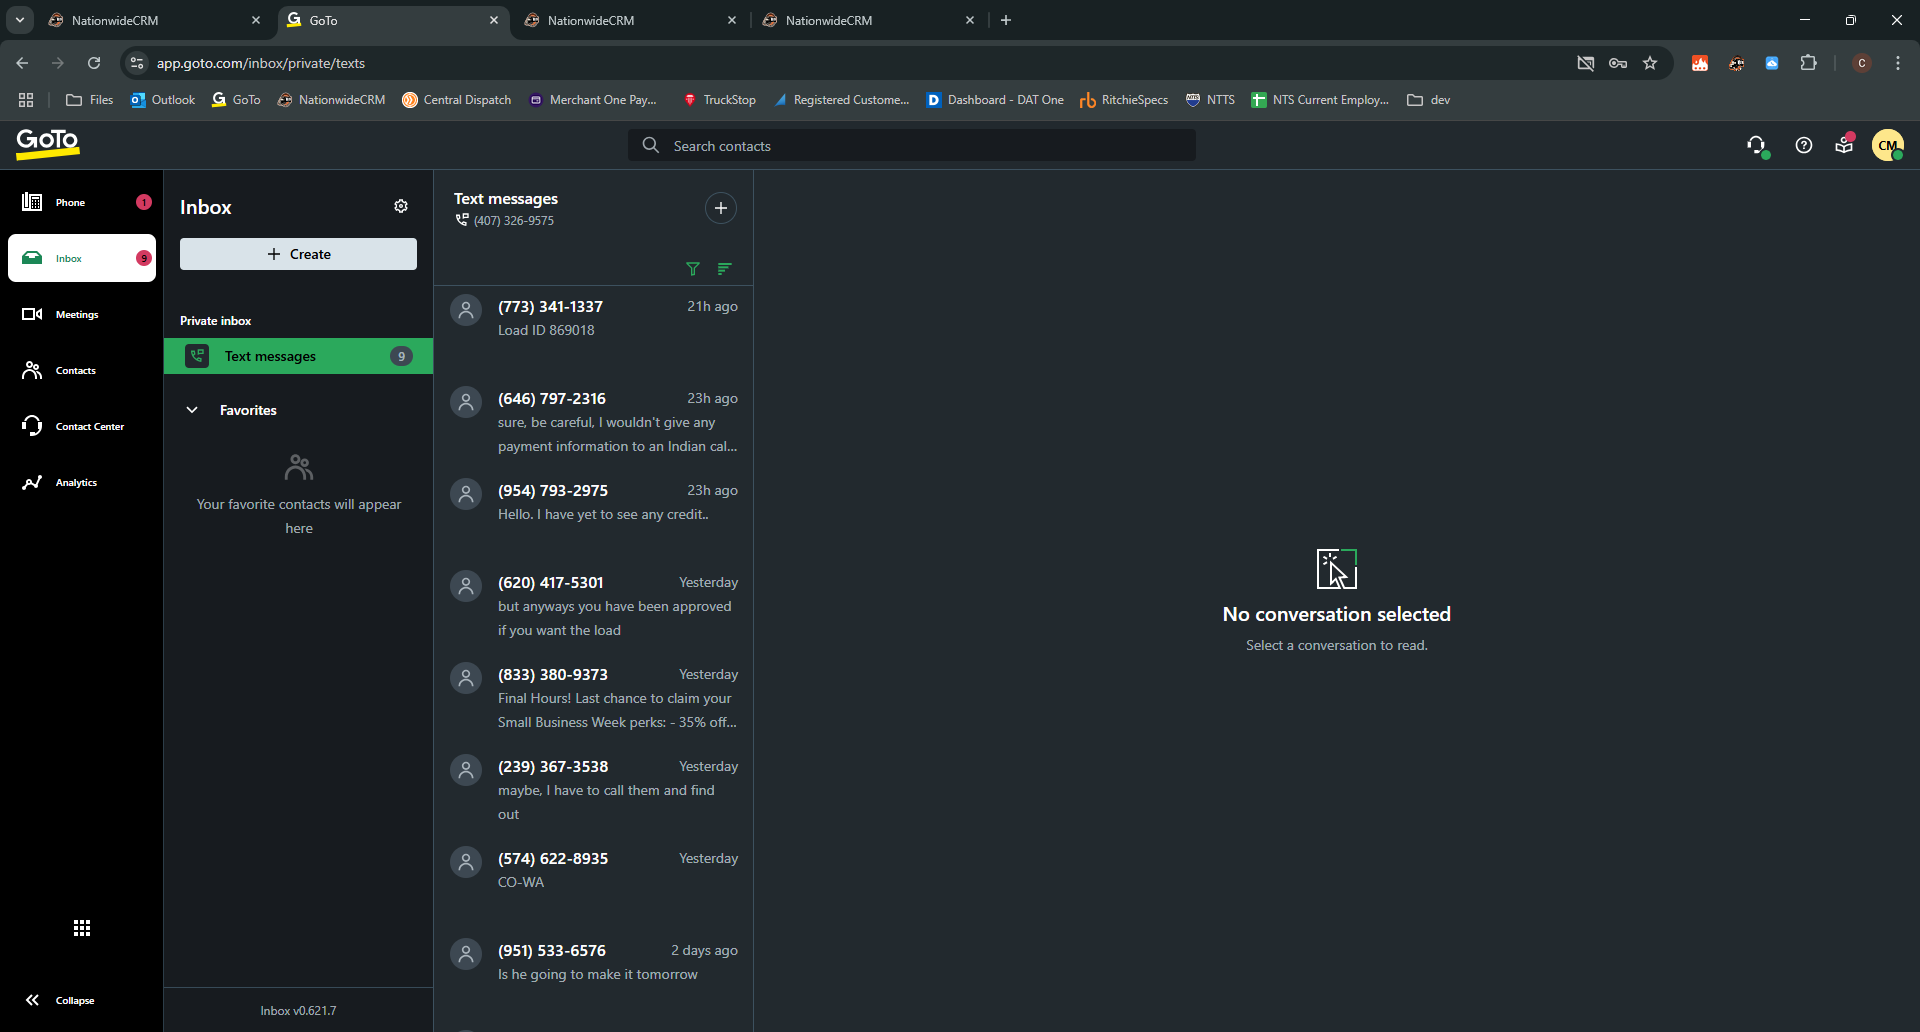 NationwideCRM
GoTo
NationwideCRM
NationwideCRM
app.goto.com/inbox/private/texts
C
Files
Outlook
GoTo
NationwideCRM
Central Dispatch
Merchant One Pay...
TruckStop
Registered Custome...
Dashboard - DAT One
RitchieSpecs
NTTS
NTS Current Employ...
dev
GoTo
Search contacts
CM
Phone
1
Inbox
9
Meetings
Contacts
Contact Center
Analytics
Collapse
Inbox
Create
Private inbox
Text messages
9
Favorites
Your favorite contacts will appear
here
Inbox v0.621.7
Text messages
(407) 326-9575
(773) 341-1337
21h ago
Load ID 869018
(646) 797-2316
23h ago
sure, be careful, I wouldn't give any
payment information to an Indian cal...
(954) 793-2975
23h ago
Hello. I have yet to see any credit..
(620) 417-5301
Yesterday
but anyways you have been approved
if you want the load
(833) 380-9373
Yesterday
Final Hours! Last chance to claim your
Small Business Week perks: - 35% off...
(239) 367-3538
Yesterday
maybe, I have to call them and find
out
(574) 622-8935
Yesterday
CO-WA
(951) 533-6576
2 days ago
Is he going to make it tomorrow
No conversation selected
Select a conversation to read.